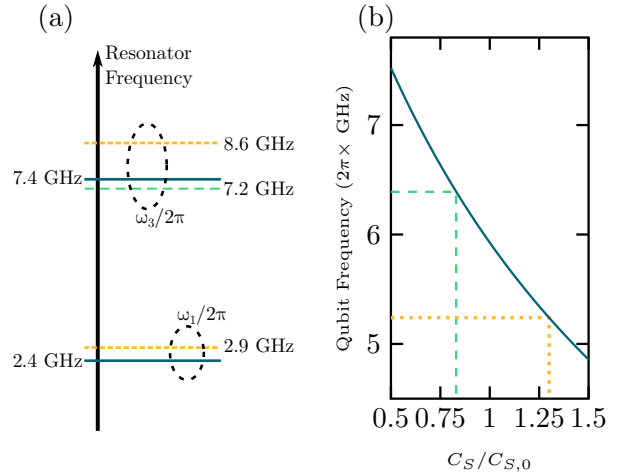 (a)
Resonator
Frequency
8.6 GHz
7.4 GHz
7.2 GHz
ω₃/2π
ω₁/2π
2.9 GHz
2.4 GHz
(b)
Qubit Frequency (2π× GHz)
7
6
5
0.5 0.75 1 1.25 1.5
C_S/C_{S,0}